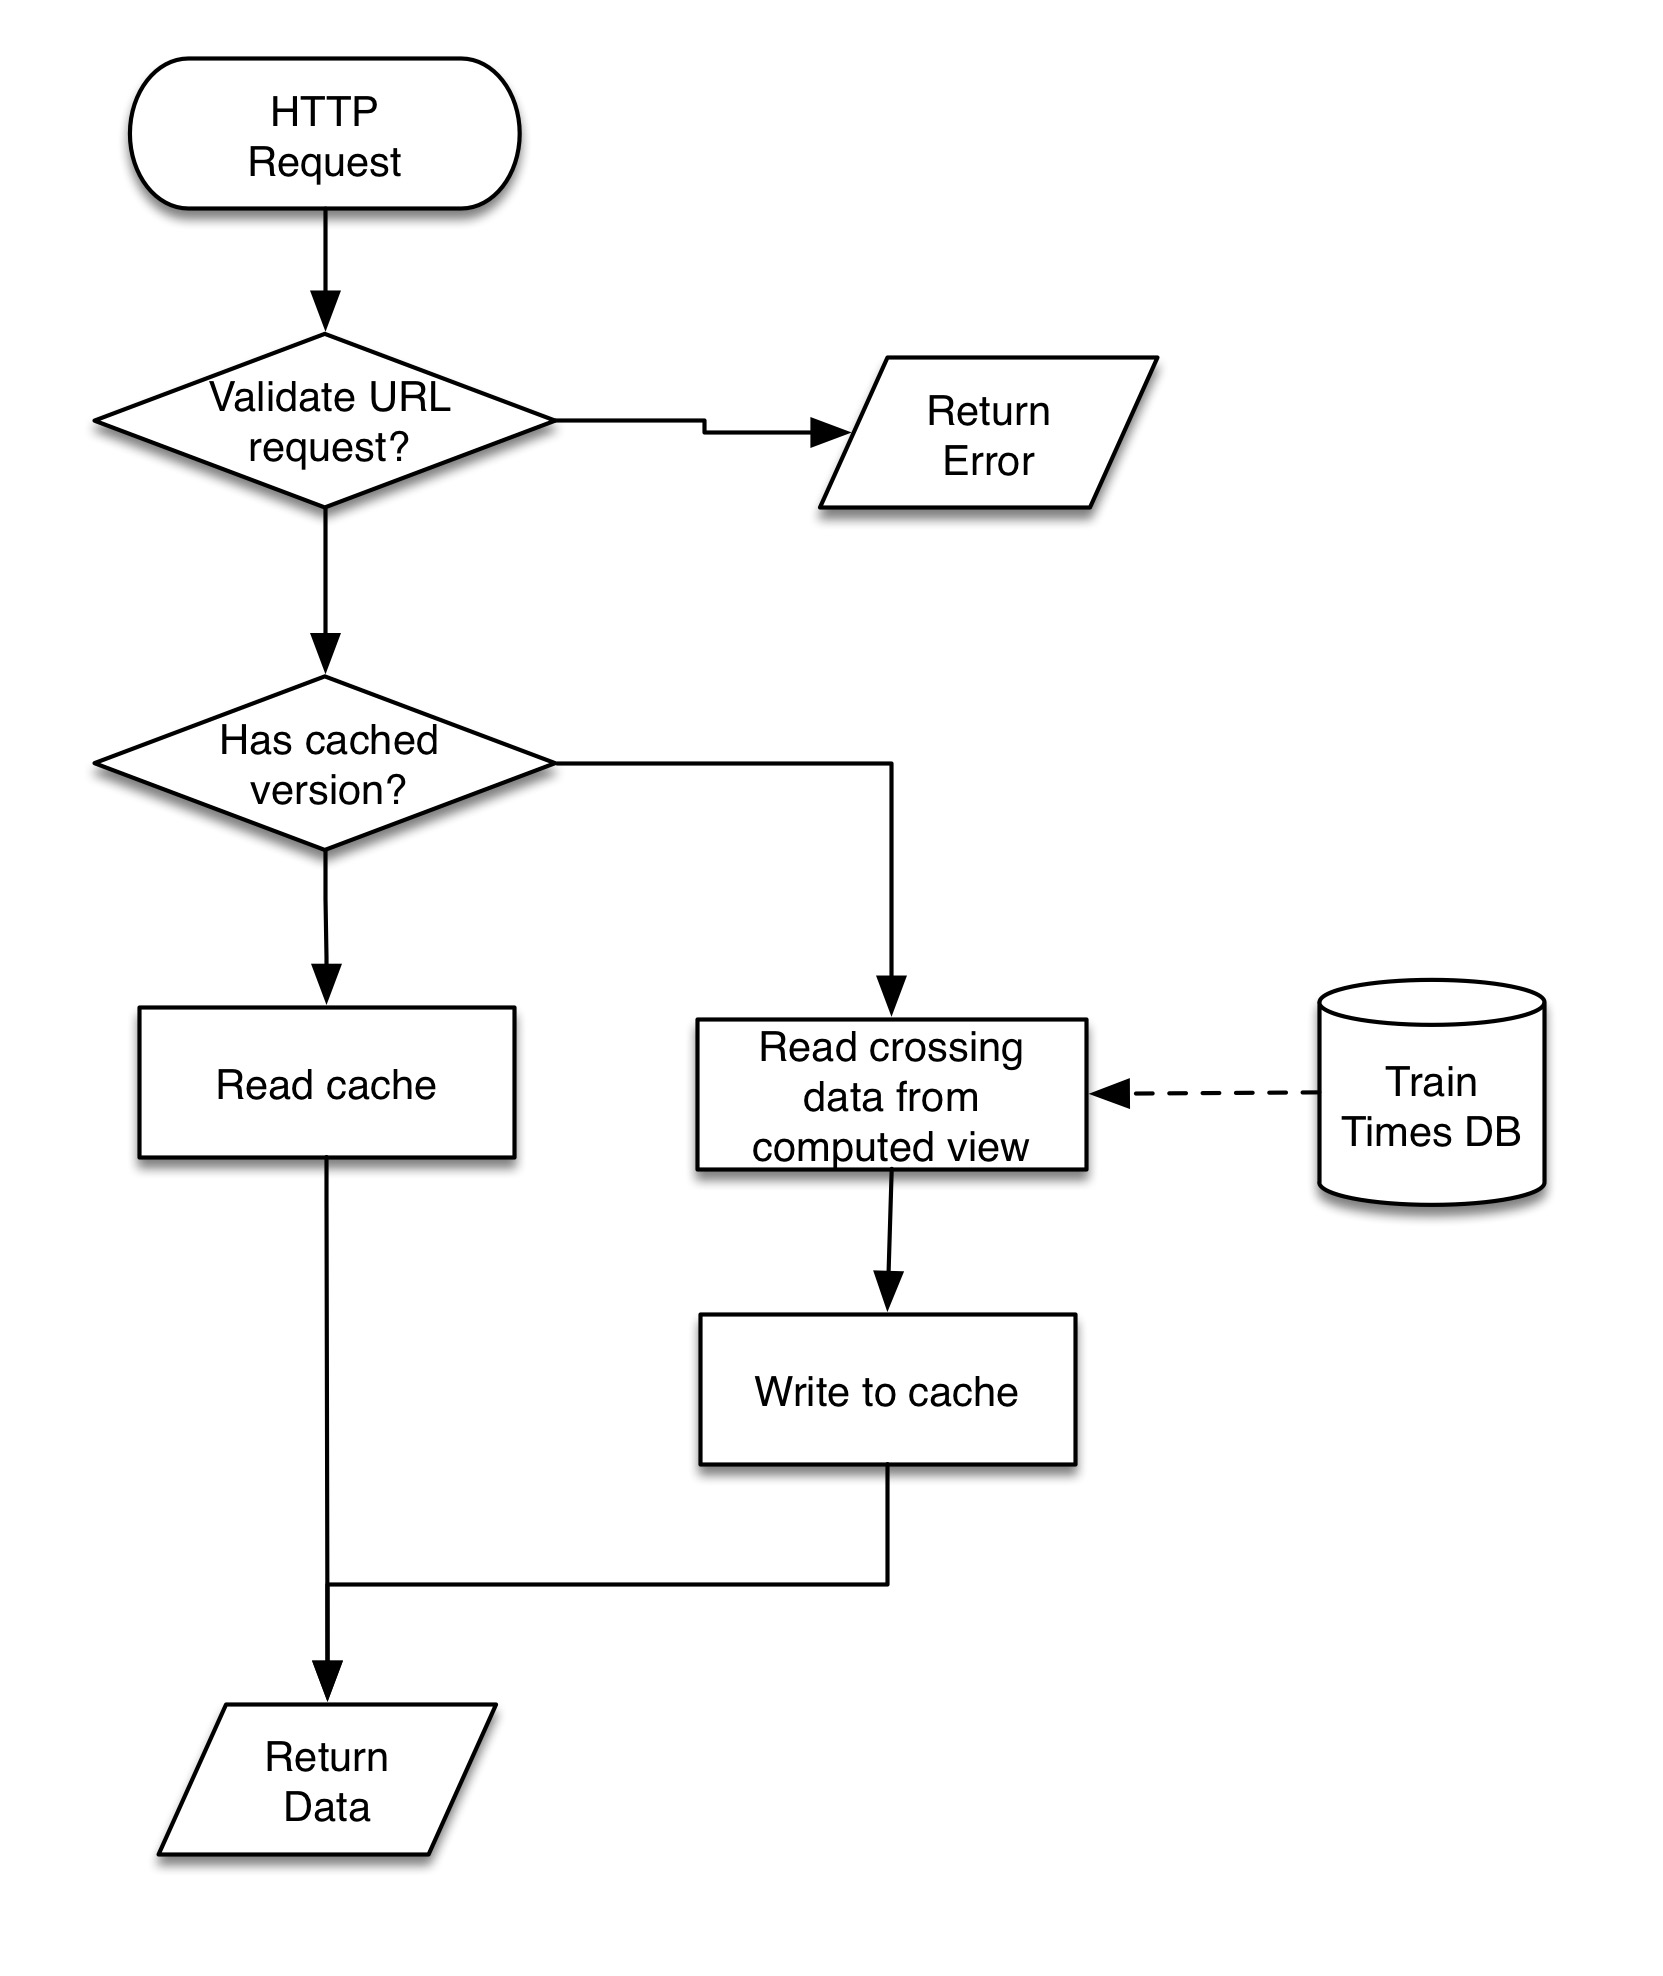 HTTP
Request
Validate URL
request?
Return
Error
Has cached
version?
Read cache
Read crossing
data from
computed view
Train
Times DB
Write to cache
Return
Data